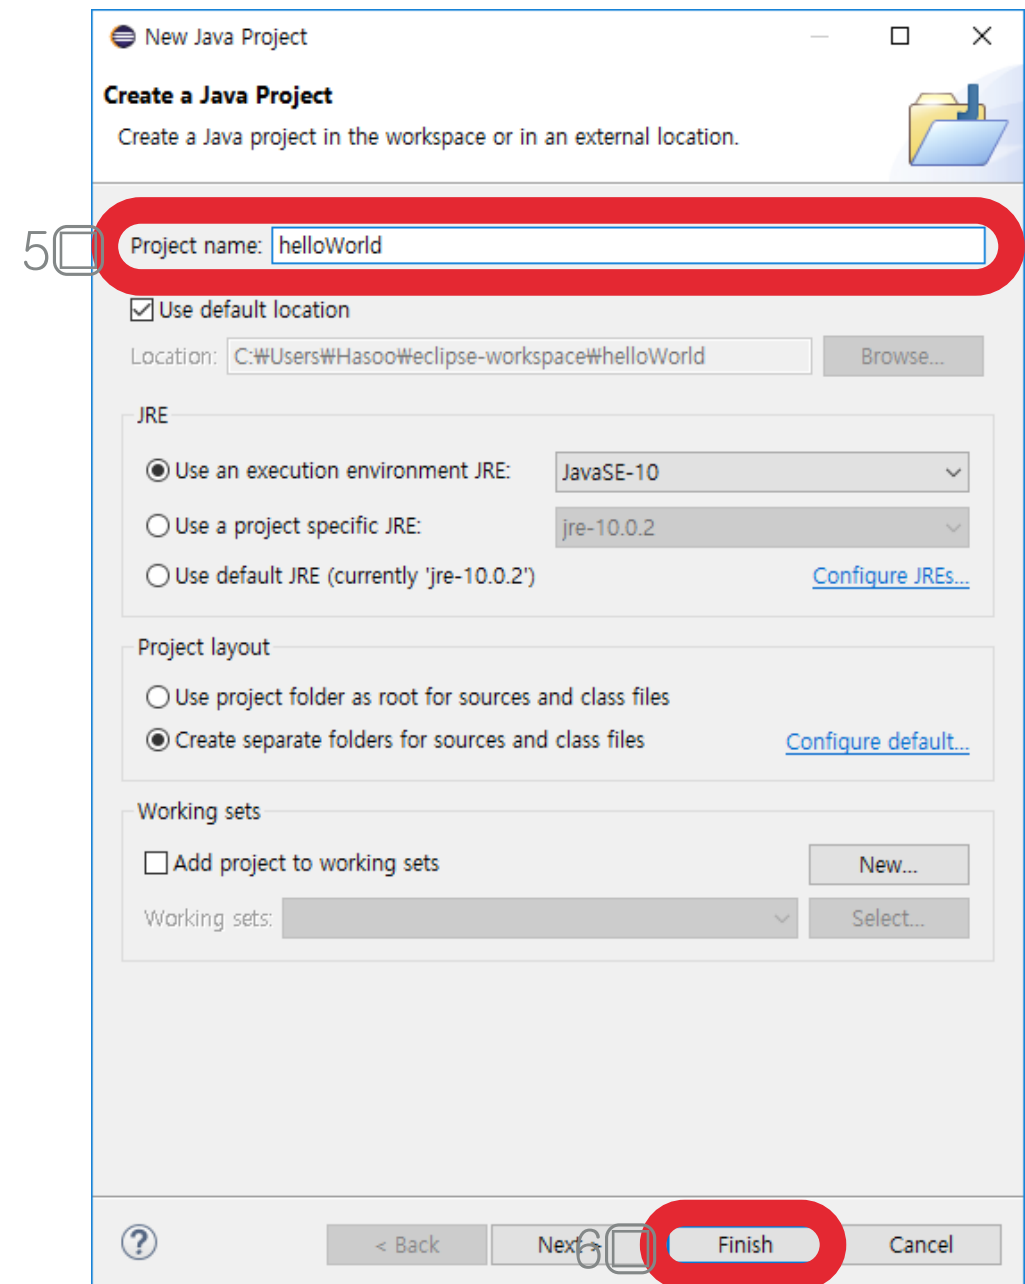 New Java Project
Create a Java Project
Create a Java project in the workspace or in an external location.
5
Project name: helloWorld
Use default location
Location: C:₩Users₩Hasoo₩eclipse-workspace₩helloWorld Browse...
JRE
Use an execution environment JRE: JavaSE-10
Use a project specific JRE: jre-10.0.2
Use default JRE (currently 'jre-10.0.2') Configure JREs...
Project layout
Use project folder as root for sources and class files
Create separate folders for sources and class files Configure default...
Working sets
Add project to working sets New...
Working sets: Select...
? < Back Next > 6 Finish Cancel